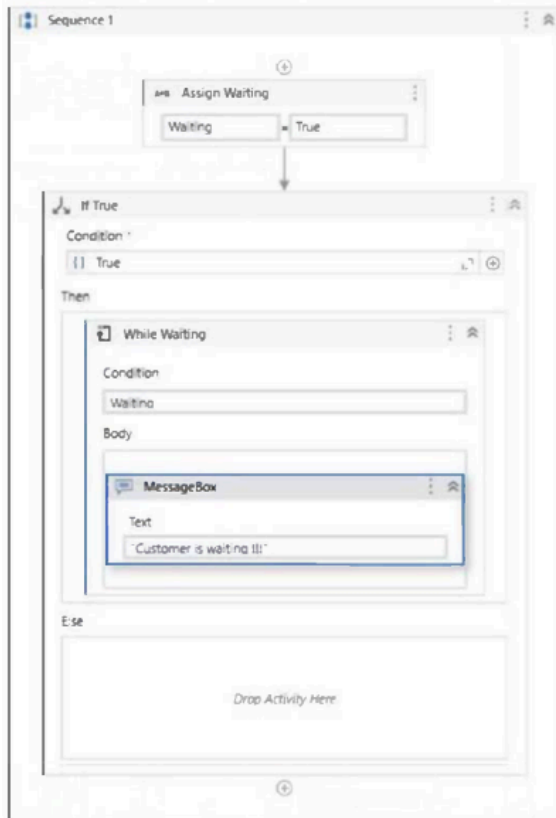 Sequence 1
Assign Waiting
Waiting = True
If True
Condition *
True
Then
While Waiting
Condition
Waiting
Body
MessageBox
Text
"Customer is waiting !!!"
Else
Drop Activity Here